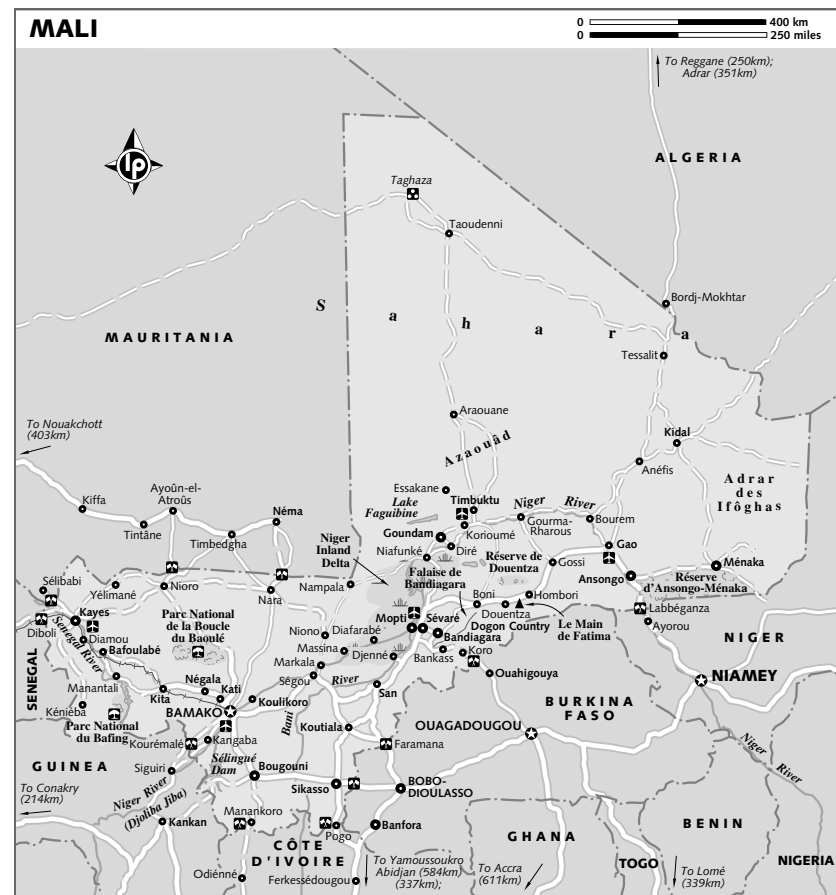 MALI
0 400 km
0 250 miles
To Reggane (250km);
Adrar (351km)
lp
ALGERIA
Taghaza
Taoudenni
Bordj-Mokhtar
S a h a r a
MAURITANIA
Tessalit
Araouane
To Nouakchott
(403km)
Kidal
Azaouâd
Anéfis
Adrar
des
Ifôghas
Essakane
Ayoûn-el-
Atroûs
Kiffa
Lake
Faguibine
Timbuktu
Niger River
Néma
Tintâne
Timbedgha
Goundam
Korioumé
Gourma-
Rharous
Bourem
Niger
Inland
Delta
Niafunké
Diré
Réserve de
Douentza
Gao
Gossi
Ménaka
Falaise de
Bandiagara
Ansongo
Réserve
d'Ansongo-Ménaka
Sélibabi
Yélimané
Nioro
Nara
Nampala
Boni
Hombori
Labbéganza
Kayes
Parc National
de la Boucle
du Baoulé
Mopti
Sévaré
Douentza
Le Main
de Fatima
Ayorou
Diboli
Diamou
Niono
Diafarabé
Bandiagara
Dogon Country
NIGER
Senegal River
Bafoulabé
Massina
Djenné
Bankass
Koro
SENEGAL
Markala
Ségou
River
Ouahigouya
NIAMEY
Manantali
Négala
Kati
Koulikoro
San
BURKINA
FASO
Kita
Kéniéba
BAMAKO
Bani
Koutiala
OUAGADOUGOU
Parc National
du Bafing
Kourémalé
Kangaba
Faramana
Niger
River
GUINEA
Siguiri
Sélingué
Dam
Bougouni
Sikasso
BOBO-
DIOULASSO
To Conakry
(214km)
Niger River
(Djoliba Jiba)
Kankan
Manankoro
Pogo
Banfora
GHANA
BENIN
CÔTE
D'IVOIRE
To Yamoussoukro
Abidjan (584km)
(337km);
To Accra
(611km)
TOGO
To Lomé
(339km)
NIGERIA
Odiénné
Ferkessédougou